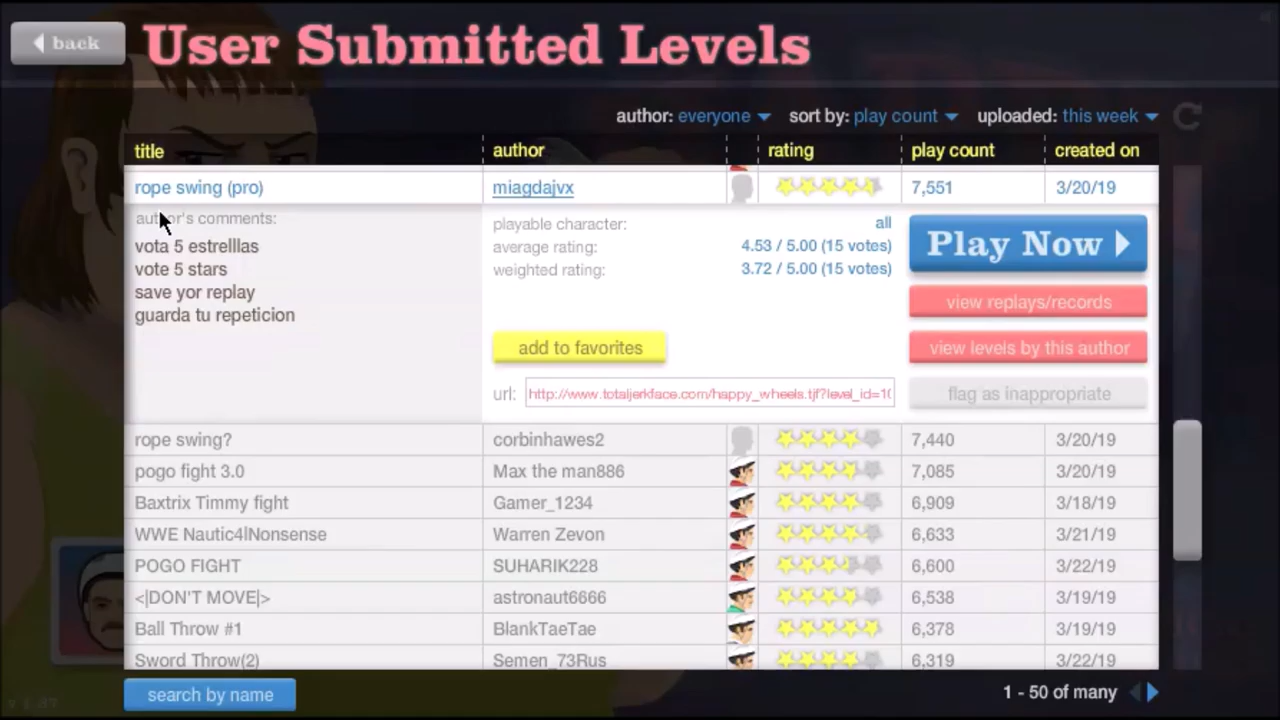 back
User Submitted Levels
author: everyone sort by: play count uploaded: this week
title author rating play count created on
rope swing (pro) miagdajvx 7,551 3/20/19
author's comments:
vota 5 estrelllas
vote 5 stars
save yor replay
guarda tu repeticion
playable character: all
average rating: 4.53 / 5.00 (15 votes)
weighted rating: 3.72 / 5.00 (15 votes)
add to favorites
url: http://www.totaljerkface.com/happy_wheels.tjf?level_id=1
Play Now
view replays/records
view levels by this author
flag as inappropriate
rope swing? corbinhawes2 7,440 3/20/19
pogo fight 3.0 Max the man886 7,085 3/20/19
Baxtrix Timmy fight Gamer_1234 6,909 3/18/19
WWE Nautic4|Nonsense Warren Zevon 6,633 3/21/19
POGO FIGHT SUHARIK228 6,600 3/22/19
<|DON'T MOVE|> astronaut6666 6,538 3/19/19
Ball Throw #1 BlankTaeTae 6,378 3/19/19
Sword Throw(2) Semen_73Rus 6,319 3/22/19
search by name
1 - 50 of many